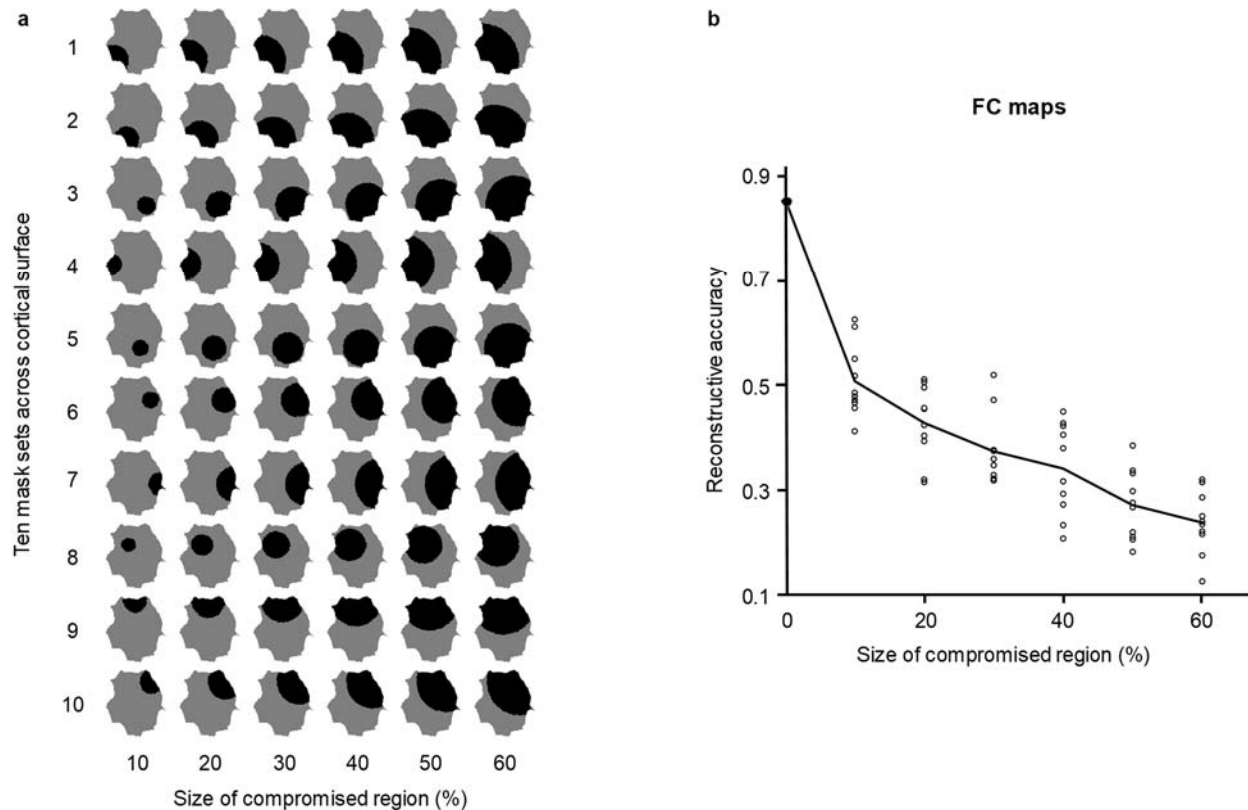 a
Ten mask sets across cortical surface
1
2
3
4
5
6
7
8
9
10
10 20 30 40 50 60
Size of compromised region (%)
b
FC maps
Reconstructive accuracy
0.9
0.7
0.5
0.3
0.1
0 20 40 60
Size of compromised region (%)